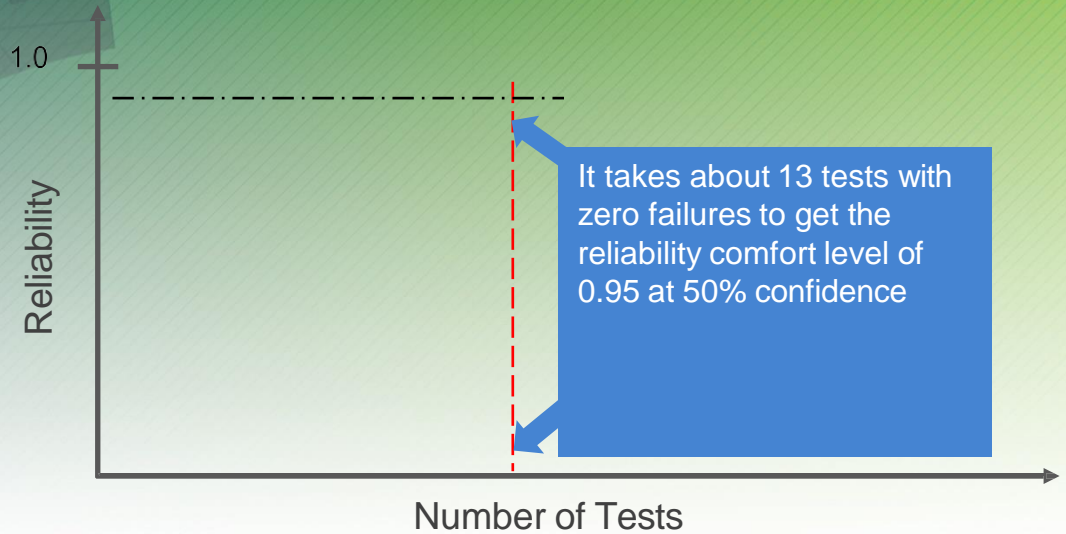 1.0
Reliability
It takes about 13 tests with
zero failures to get the
reliability comfort level of
0.95 at 50% confidence
Number of Tests